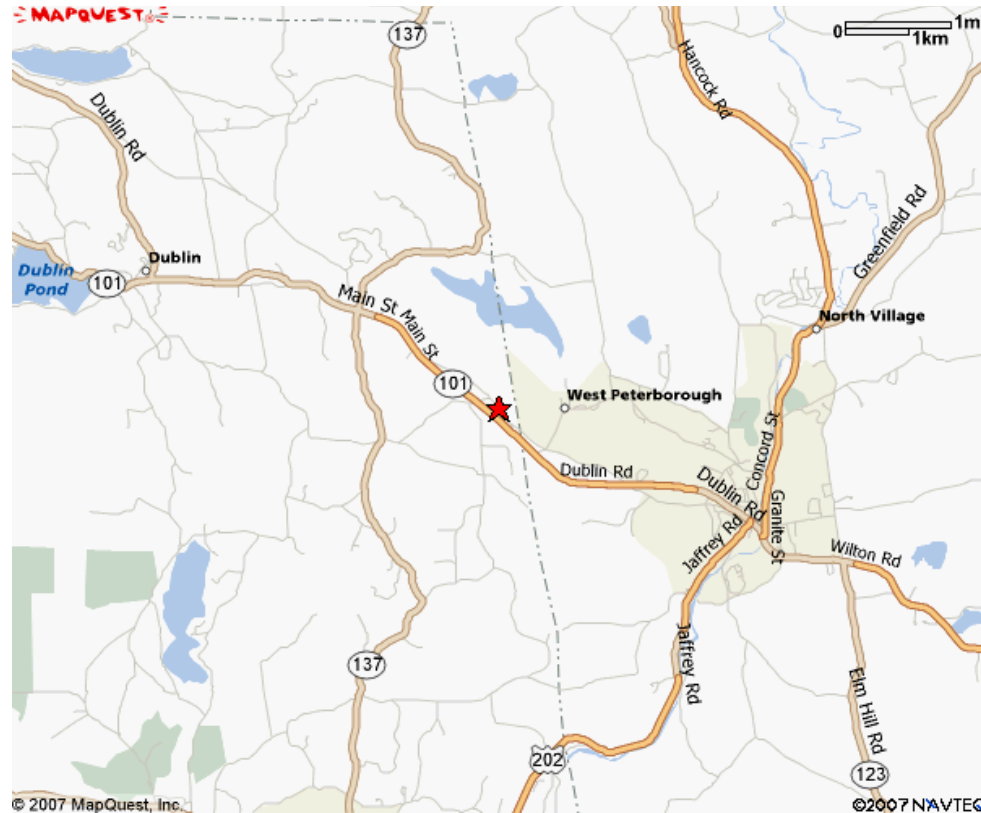 MAPQUEST
137
0
1m
1km
Hancock Rd
Dublin Rd
Greenfield Rd
Dublin
Dublin
Pond
101
Main St
Main St
North Village
101
West Peterborough
Concord St
Dublin Rd
Dublin Rd
Granite St
Jaffrey Rd
Wilton Rd
Jaffrey Rd
137
Elm Hill Rd
202
123
© 2007 MapQuest, Inc.
©2007 NAVTEQ